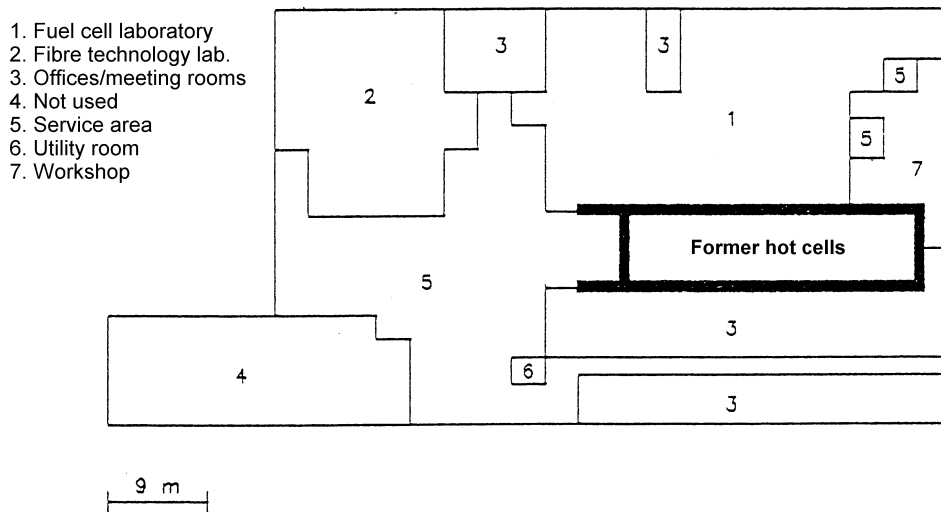 1. Fuel cell laboratory
2. Fibre technology lab.
3. Offices/meeting rooms
4. Not used
5. Service area
6. Utility room
7. Workshop
3
3
2
5
1
5
7
Former hot cells
5
3
4
6
3
9 m